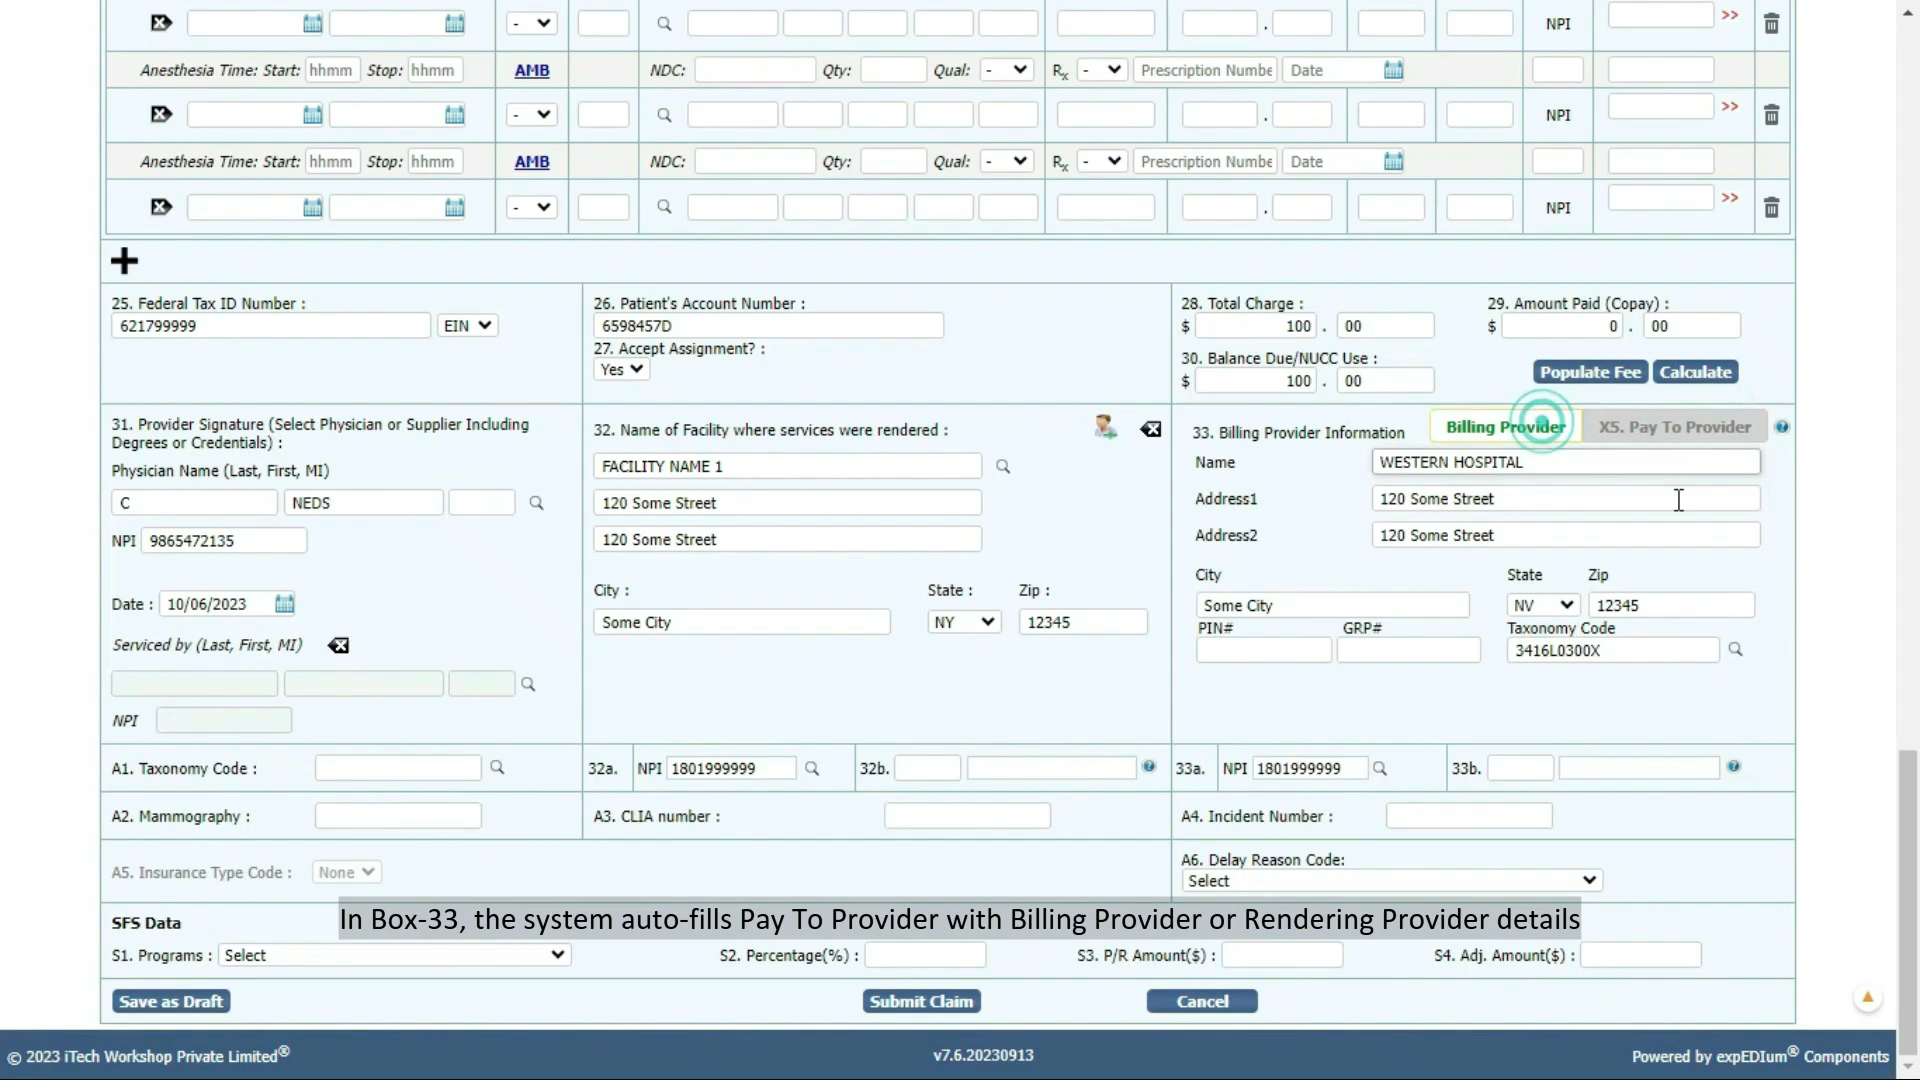 - NPI >>
Anesthesia Time: Start: hhmm Stop: hhmm AMB NDC: Qty: Qual: - Rx - Prescription Numbe Date
- . NPI >>
Anesthesia Time: Start: hhmm Stop: hhmm AMB NDC: Qty: Qual: - Rx - Prescription Numbe Date
- . NPI >>
25. Federal Tax ID Number :
621799999 EIN
26. Patient's Account Number :
6598457D
27. Accept Assignment? :
Yes
28. Total Charge :
$ 100 . 00
29. Amount Paid (Copay) :
$ 0 . 00
30. Balance Due/NUCC Use :
$ 100 . 00
Populate Fee Calculate
31. Provider Signature (Select Physician or Supplier Including
Degrees or Credentials) :
Physician Name (Last, First, MI)
C NEDS
NPI 9865472135
Date : 10/06/2023
Serviced by (Last, First, MI)
NPI
32. Name of Facility where services were rendered :
FACILITY NAME 1
120 Some Street
120 Some Street
City : State : Zip :
Some City NY 12345
33. Billing Provider Information Billing Provider X5. Pay To Provider
Name WESTERN HOSPITAL
Address1 120 Some Street
Address2 120 Some Street
City State Zip
Some City NV 12345
PIN# GRP# Taxonomy Code
3416L0300X
A1. Taxonomy Code : 32a. NPI 1801999999 32b. 33a. NPI 1801999999 33b.
A2. Mammography : A3. CLIA number : A4. Incident Number :
A5. Insurance Type Code : None
A6. Delay Reason Code:
Select
SFS Data
In Box-33, the system auto-fills Pay To Provider with Billing Provider or Rendering Provider details
S1. Programs : Select S2. Percentage(%) : S3. P/R Amount($) : S4. Adj. Amount($) :
Save as Draft Submit Claim Cancel
© 2023 iTech Workshop Private Limited® v7.6.20230913 Powered by expEDIum® Components